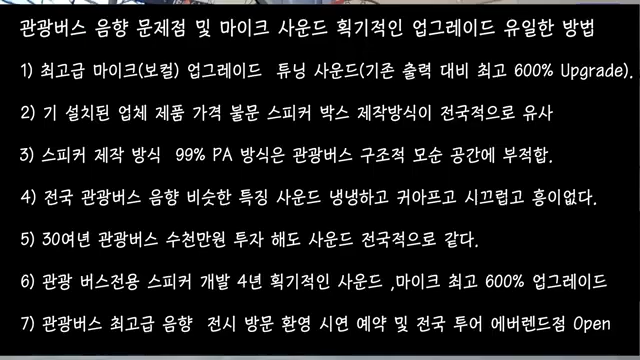 관광버스 음향 문제점 및 마이크 사운드 획기적인 업그레이드 유일한 방법
1) 최고급 마이크(보컬) 업그레이드 튜닝 사운드(기존 출력 대비 최고 600% Upgrade).
2) 기 설치된 업체 제품 가격 불문 스피커 박스 제작방식이 전국적으로 유사
3) 스피커 제작 방식 99% PA 방식은 관광버스 구조적 모순 공간에 부적합.
4) 전국 관광버스 음향 비슷한 특징 사운드 냉냉하고 귀아프고 시끄럽고 흥이없다.
5) 30여년 관광버스 수천만원 투자 해도 사운드 전국적으로 같다.
6) 관광 버스전용 스피커 개발 4년 획기적인 사운드 ,마이크 최고 600% 업그레이드
7) 관광버스 최고급 음향 전시 방문 환영 시연 예약 및 전국 투어 에버렌드점 Open